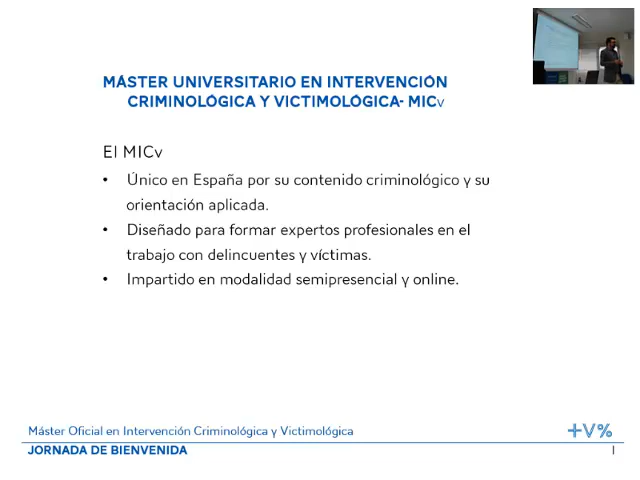 MÁSTER UNIVERSITARIO EN INTERVENCIÓN
CRIMINOLÓGICA Y VICTIMOLÓGICA- MICv
El MICv
• Único en España por su contenido criminológico y su
orientación aplicada.
• Diseñado para formar expertos profesionales en el
trabajo con delincuentes y víctimas.
• Impartido en modalidad semipresencial y online.
Máster Oficial en Intervención Criminológica y Victimológica
+V%
JORNADA DE BIENVENIDA
1